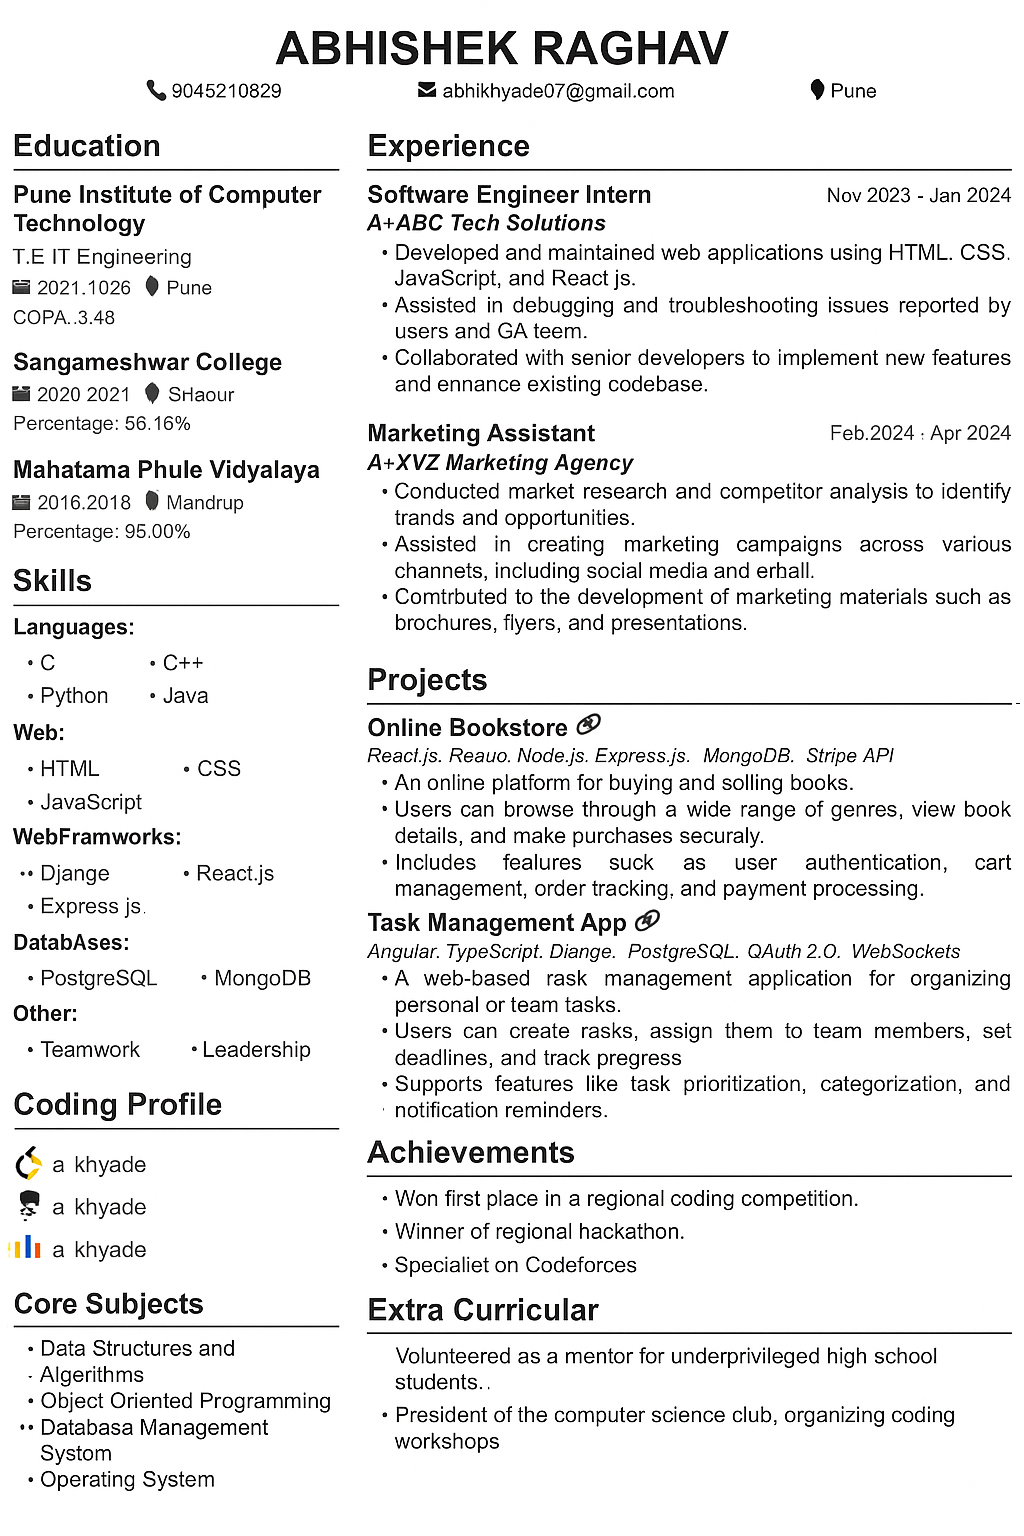 ABHISHEK RAGHAV
9045210829 abhikhyade07@gmail.com Pune
Education
Pune Institute of Computer
Technology
T.E IT Engineering
2021.1026 Pune
COPA..3.48
Sangameshwar College
2020 2021 SHaour
Percentage: 56.16%
Mahatama Phule Vidyalaya
2016.2018 Mandrup
Percentage: 95.00%
Skills
Languages:
• C • C++
• Python • Java
Web:
• HTML • CSS
• JavaScript
WebFramworks:
•• Djange • React.js
• Express js.
DatabAses:
• PostgreSQL • MongoDB
Other:
• Teamwork • Leadership
Coding Profile
a khyade
a khyade
a khyade
Core Subjects
• Data Structures and
- Algorithms
• Object Oriented Programming
•• Databasa Management
Systom
• Operating System
Experience
Software Engineer Intern Nov 2023 - Jan 2024
A+ABC Tech Solutions
• Developed and maintained web applications using HTML. CSS.
JavaScript, and React js.
• Assisted in debugging and troubleshooting issues reported by
users and GA teem.
• Collaborated with senior developers to implement new features
and ennance existing codebase.
Marketing Assistant Feb.2024 : Apr 2024
A+XVZ Marketing Agency
• Conducted market research and competitor analysis to identify
trands and opportunities.
• Assisted in creating marketing campaigns across various
channets, including social media and erhall.
• Comtrbuted to the development of marketing materials such as
brochures, flyers, and presentations.
Projects
Online Bookstore
React.js. Reauo. Node.js. Express.js. MongoDB. Stripe API
• An online platform for buying and solling books.
• Users can browse through a wide range of genres, view book
details, and make purchases securaly.
• Includes fealures suck as user authentication, cart
management, order tracking, and payment processing.
Task Management App
Angular. TypeScript. Diange. PostgreSQL. QAuth 2.O. WebSockets
• A web-based rask management application for organizing
personal or team tasks.
• Users can create rasks, assign them to team members, set
deadlines, and track pregress
• Supports features like task prioritization, categorization, and
notification reminders.
Achievements
• Won first place in a regional coding competition.
• Winner of regional hackathon.
• Specialiet on Codeforces
Extra Curricular
Volunteered as a mentor for underprivileged high school
students..
• President of the computer science club, organizing coding
workshops